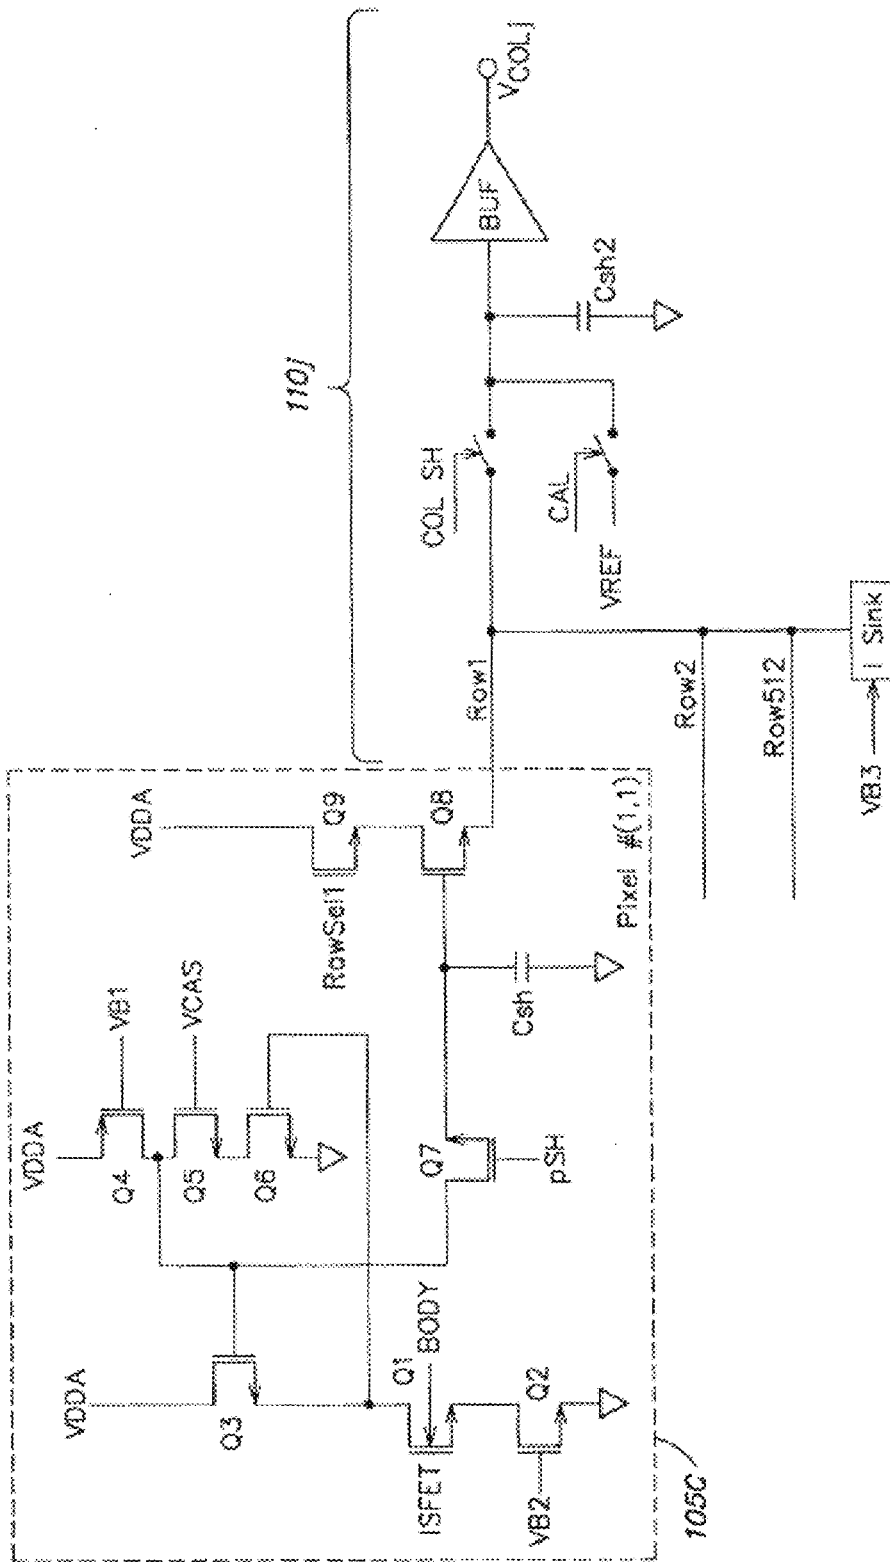 110j
VCOLj
BUF
Csh2
COL SH
CAL
VREF
Row1
Row2
Row512
I Sink
VB3
VDDA
Q9
Q8
RowSel1
Pixel #(1,1)
VDDA
VB1
VCAS
Q4
Q5
Q6
Csh
Q7
pSH
VDDA
Q3
Q1
BODY
ISFET
Q2
VB2
105C